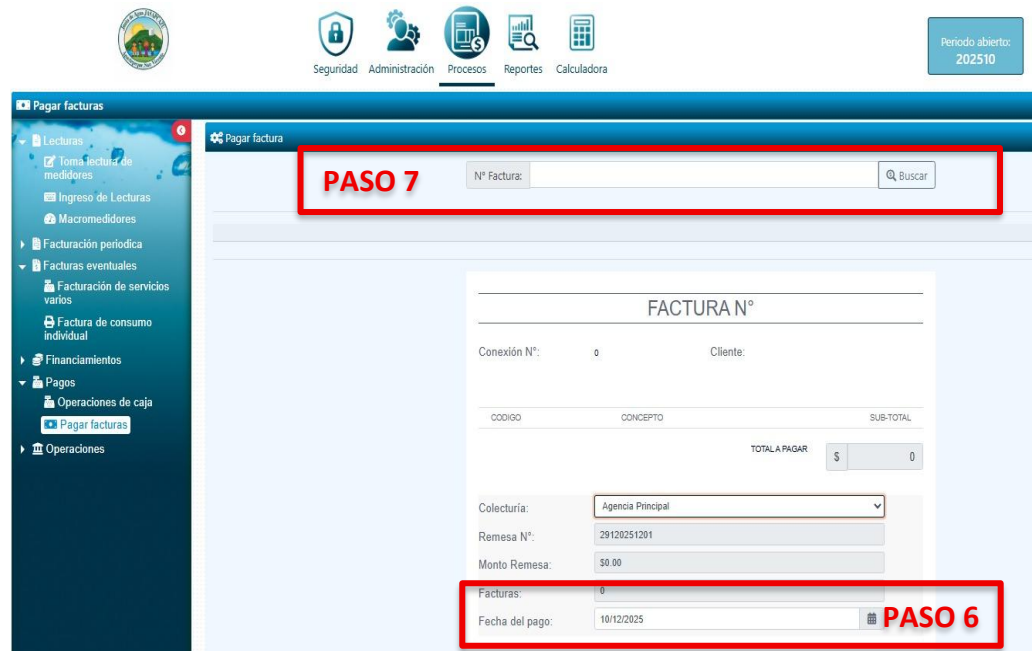 Seguridad Administración Procesos Reportes Calculadora
Periodo abierto:
202510
Pagar facturas
Lecturas
Toma lectura de
medidores
Ingreso de Lecturas
Macromedidores
Facturación periodica
Facturas eventuales
Facturación de servicios
varios
Factura de consumo
individual
Financiamientos
Pagos
Operaciones de caja
Pagar facturas
Operaciones
Pagar factura
PASO 7
N° Factura: Buscar
FACTURA N°
Conexión N°: 0 Cliente:
CODIGO CONCEPTO SUB-TOTAL
TOTAL A PAGAR $ 0
Colecturía: Agencia Principal
Remesa N°: 29120251201
Monto Remesa: $0.00
Facturas: 0
Fecha del pago: 10/12/2025
PASO 6